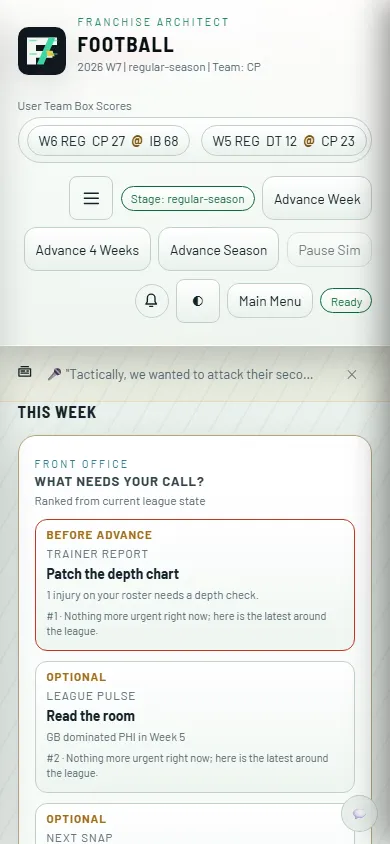 FRANCHISE ARCHITECT
FOOTBALL
2026 W7 | regular-season | Team: CP
User Team Box Scores
W6 REG CP 27 @ IB 68
W5 REG DT 12 @ CP 23
Stage: regular-season
Advance Week
Advance 4 Weeks
Advance Season
Pause Sim
Main Menu
Ready
"Tactically, we wanted to attack their seco...
THIS WEEK
FRONT OFFICE
WHAT NEEDS YOUR CALL?
Ranked from current league state
BEFORE ADVANCE
TRAINER REPORT
Patch the depth chart
1 injury on your roster needs a depth check.
#1 · Nothing more urgent right now; here is the latest around
the league.
OPTIONAL
LEAGUE PULSE
Read the room
GB dominated PHI in Week 5
#2 · Nothing more urgent right now; here is the latest around
the league.
OPTIONAL
NEXT SNAP